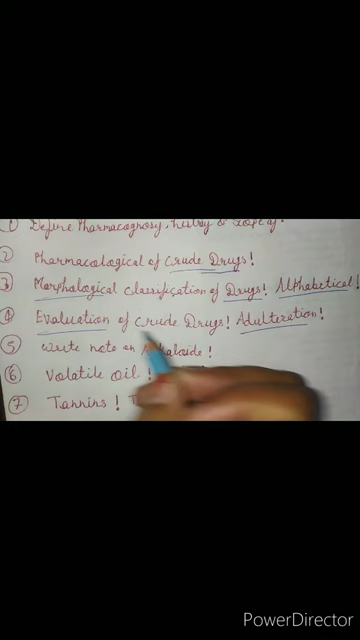 ① Define Pharmacognosy, history & scope of!
② Pharmacological of Crude Drugs!
③ Morphological Classification of Drugs! Alphabetical!
④ Evaluation of Crude Drugs! Adulteration!
⑤ Write note on
⑥ Volatile Oil!
⑦ Tannins!
PowerDirector